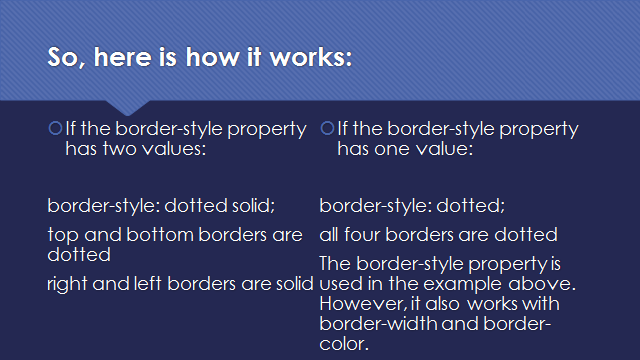 So, here is how it works:
If the border-style property
has two values:
border-style: dotted solid;
top and bottom borders are
dotted
right and left borders are solid
If the border-style property
has one value:
border-style: dotted;
all four borders are dotted
The border-style property is
used in the example above.
However, it also works with
border-width and border-
color.